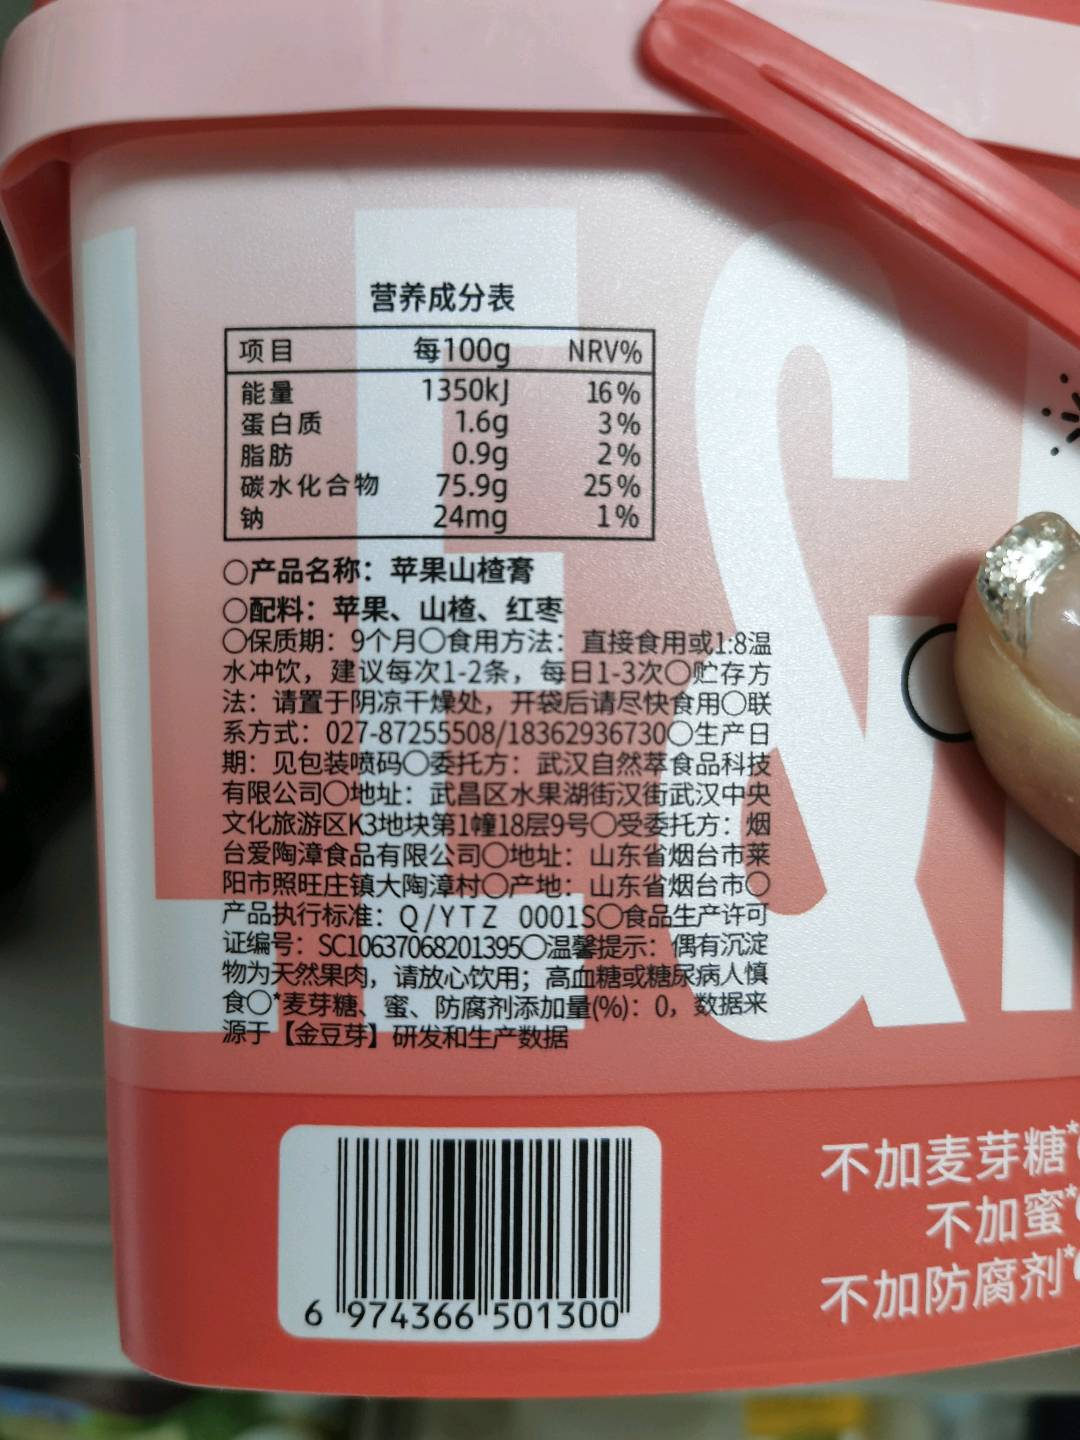 LE&
营养成分表
项目 每100g NRV%
能量 1350kJ 16%
蛋白质 1.6g 3%
脂肪 0.9g 2%
碳水化合物 75.9g 25%
钠 24mg 1%
○产品名称：苹果山楂膏
○配料：苹果、山楂、红枣
○保质期：9个月○食用方法：直接食用或1:8温
水冲饮，建议每次1-2条，每日1-3次○贮存方
法：请置于阴凉干燥处，开袋后请尽快食用○联
系方式：027-87255508/18362936730○生产日
期：见包装喷码○委托方：武汉自然萃食品科技
有限公司○地址：武昌区水果湖街汉街武汉中央
文化旅游区K3地块第1幢18层9号○受委托方：烟
台爱陶漳食品有限公司○地址：山东省烟台市莱
阳市照旺庄镇大陶漳村○产地：山东省烟台市○
产品执行标准：Q/YTZ 0001S○食品生产许可
证编号：SC10637068201395○温馨提示：偶有沉淀
物为天然果肉，请放心饮用；高血糖或糖尿病人慎
食○*麦芽糖、蜜、防腐剂添加量(%)：0，数据来
源于【金豆芽】研发和生产数据
不加麦芽糖*
不加蜜*
不加防腐剂*
6 974366 501300